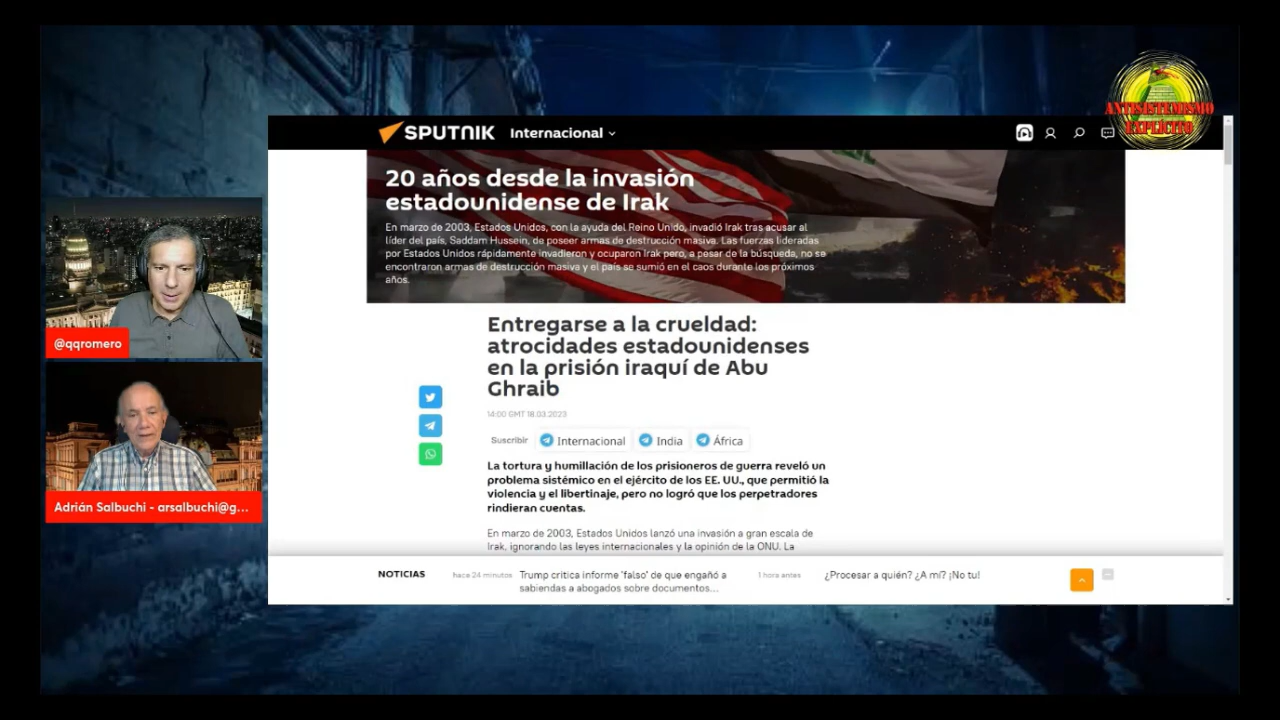 ANTISISTEMISMO
EXPLÍCITO
SPUTNIK Internacional
20 años desde la invasión
estadounidense de Irak
En marzo de 2003, Estados Unidos, con la ayuda del Reino Unido, invadió Irak tras acusar al
líder del país, Saddam Hussein, de poseer armas de destrucción masiva. Las fuerzas lideradas
por Estados Unidos rápidamente invadieron y ocuparon Irak pero, a pesar de la búsqueda, no se
encontraron armas de destrucción masiva y el país se sumió en el caos durante los próximos
años.
Entregarse a la crueldad:
atrocidades estadounidenses
en la prisión iraquí de Abu
Ghraib
14:00 GMT 18.03.2023
Suscribir Internacional India África
La tortura y humillación de los prisioneros de guerra reveló un
problema sistémico en el ejército de los EE. UU., que permitió la
violencia y el libertinaje, pero no logró que los perpetradores
rindieran cuentas.
En marzo de 2003, Estados Unidos lanzó una invasión a gran escala de
Irak, ignorando las leyes internacionales y la opinión de la ONU. La
NOTICIAS
hace 24 minutos
Trump critica informe 'falso' de que engañó a
sabiendas a abogados sobre documentos...
1 hora antes
¿Procesar a quién? ¿A mí? ¡No tu!
@qqromero
Adrián Salbuchi - arsalbuchi@g...